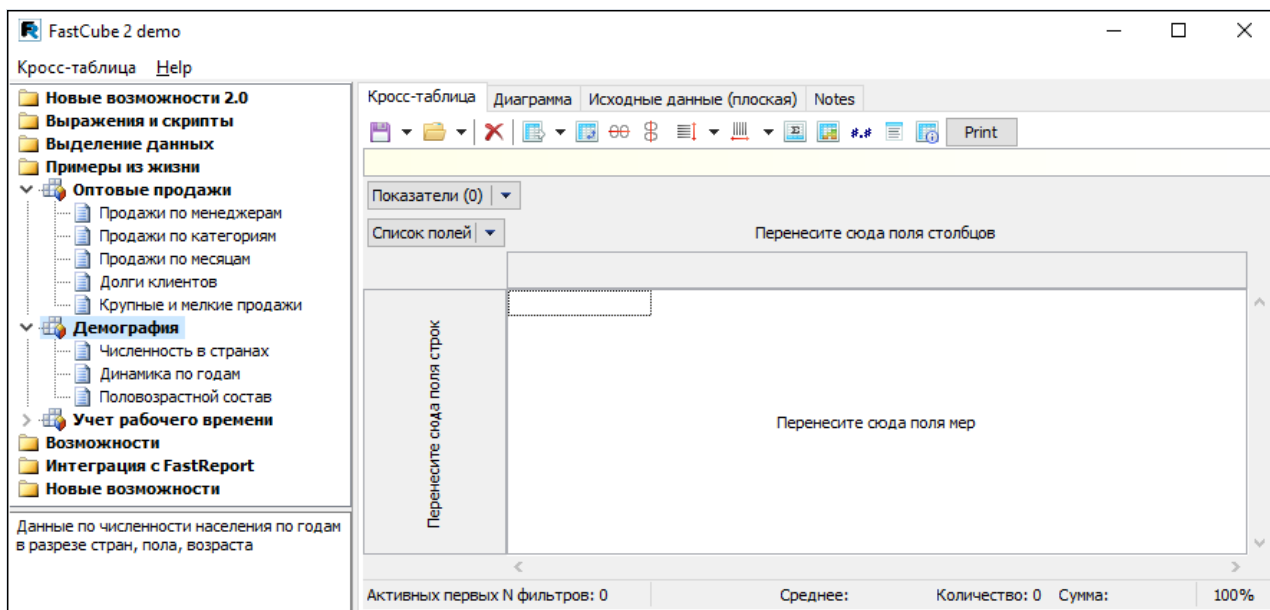 FastCube 2 demo
Кросс-таблица Help
Новые возможности 2.0
Выражения и скрипты
Выделение данных
Примеры из жизни
Оптовые продажи
Продажи по менеджерам
Продажи по категориям
Продажи по месяцам
Долги клиентов
Крупные и мелкие продажи
Демография
Численность в странах
Динамика по годам
Половозрастной состав
Учет рабочего времени
Возможности
Интеграция с FastReport
Новые возможности
Данные по численности населения по годам
в разрезе стран, пола, возраста
Кросс-таблица Диаграмма Исходные данные (плоская) Notes
#.# Print
Показатели (0)
Список полей Перенесите сюда поля столбцов
Перенесите сюда поля строк
Перенесите сюда поля мер
Активных первых N фильтров: 0 Среднее: Количество: 0 Сумма: 100%